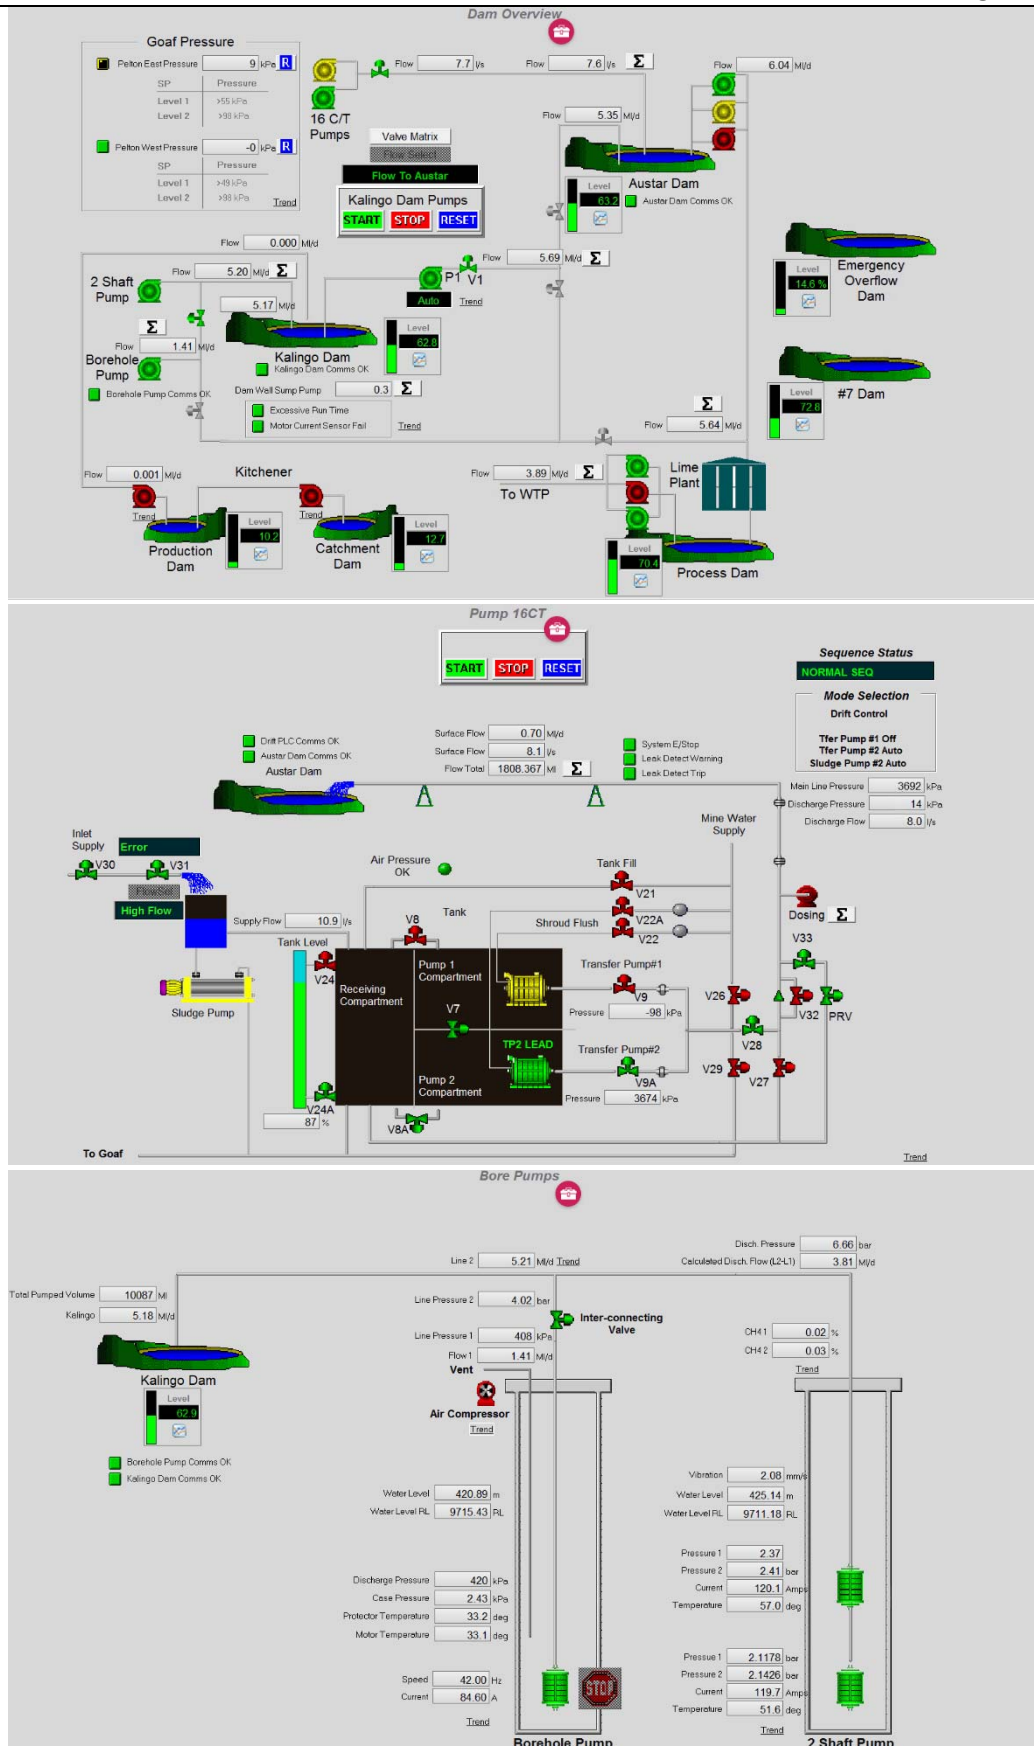 Dam Overview
Goaf Pressure
Pelton East Pressure 9 kPa R
SP Pressure
Level 1 >55 kPa
Level 2 >98 kPa
Pelton West Pressure -0 kPa R
SP Pressure
Level 1 >49 kPa
Level 2 >98 kPa
Trend
16 C/T
Pumps
Flow 7.7 l/s
Flow 7.6 l/s Σ
Flow 6.04 Ml/d
Flow 5.35 Ml/d
Valve Matrix
Flow Select
Flow To Austar
Kalingo Dam Pumps
START STOP RESET
Austar Dam
Level
63.2
Austar Dam Comms OK
Flow 0.000 Ml/d
Flow 5.20 Ml/d Σ
2 Shaft
Pump
5.17 Ml/d
Σ
Flow
1.41 Ml/d
Borehole
Pump
Borehole Pump Comms OK
P1 V1
Auto
Trend
Flow 5.69 Ml/d Σ
Kalingo Dam
Kalingo Dam Comms OK
Level
62.8
Dam Wall Sump Pump 0.3 Σ
Excessive Run Time
Motor Current Sensor Fail
Trend
Level
14.6 %
Emergency
Overflow
Dam
Level
72.8
#7 Dam
Σ
Flow 5.64 Ml/d
Flow 0.001 Ml/d
Kitchener
Trend
Trend
Production
Dam
Level
10.2
Catchment
Dam
Level
12.7
Flow 3.89 Ml/d Σ
To WTP
Lime
Plant
Level
70.4
Process Dam
Pump 16CT
START STOP RESET
Sequence Status
NORMAL SEQ
Mode Selection
Drift Control
Tfer Pump #1 Off
Tfer Pump #2 Auto
Sludge Pump #2 Auto
Drift PLC Comms OK
Austar Dam Comms OK
Austar Dam
Surface Flow 0.70 Ml/d
Surface Flow 8.1 l/s
Flow Total 1808.367 Ml Σ
System E/Stop
Leak Detect Warning
Leak Detect Trip
Main Line Pressure 3692 kPa
Discharge Pressure 14 kPa
Discharge Flow 8.0 l/s
Mine Water
Supply
Inlet
Supply
Error
V30 V31
FlowSel
High Flow
Supply Flow 10.9 l/s
Air Pressure
OK
Tank Fill
V21
V22A
Shroud Flush
V22
Dosing Σ
V33
Tank
V8
Tank Level
V24
Receiving
Compartment
Pump 1
Compartment
V7
Transfer Pump#1
V9
Pressure -98 kPa
V26
V32 PRV
V28
Sludge Pump
TP2 LEAD
Transfer Pump#2
V9A
V29 V27
Pump 2
Compartment
Pressure 3674 kPa
V24A
87 %
V8A
To Goaf
Trend
Bore Pumps
Line 2 5.21 Ml/d Trend
Disch. Pressure 6.66 bar
Calculated Disch. Flow (L2-L1) 3.81 Ml/d
Total Pumped Volume 10087 Ml
Kalingo 5.18 Ml/d
Line Pressure 2 4.02 bar
Inter-connecting
Valve
Line Pressure 1 408 kPa
Flow 1 1.41 Ml/d
Vent
CH4 1 0.02 %
CH4 2 0.03 %
Trend
Kalingo Dam
Level
62.9
Air Compressor
Trend
Borehole Pump Comms OK
Kalingo Dam Comms OK
Water Level 420.89 m
Water Level RL 9715.43 RL
Vibration 2.08 mm/s
Water Level 425.14 m
Water Level RL 9711.18 RL
Discharge Pressure 420 kPa
Case Pressure 2.43 kPa
Protector Temperature 33.2 deg
Motor Temperature 33.1 deg
Pressure 1 2.37
Pressure 2 2.41 bar
Current 120.1 Amps
Temperature 57.0 deg
Speed 42.00 Hz
Current 84.60 A
Trend
STOP
Pressue 1 2.1178 bar
Pressure 2 2.1426 bar
Current 119.7 Amps
Temperature 51.6 deg
Trend
Borehole Pump
2 Shaft Pump